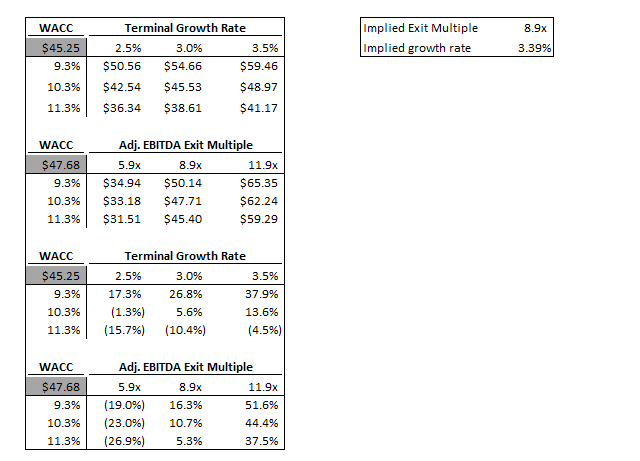 WACC Terminal Growth Rate
$45.25 2.5% 3.0% 3.5%
9.3% $50.56 $54.66 $59.46
10.3% $42.54 $45.53 $48.97
11.3% $36.34 $38.61 $41.17
WACC Adj. EBITDA Exit Multiple
$47.68 5.9x 8.9x 11.9x
9.3% $34.94 $50.14 $65.35
10.3% $33.18 $47.71 $62.24
11.3% $31.51 $45.40 $59.29
WACC Terminal Growth Rate
$45.25 2.5% 3.0% 3.5%
9.3% 17.3% 26.8% 37.9%
10.3% (1.3%) 5.6% 13.6%
11.3% (15.7%) (10.4%) (4.5%)
WACC Adj. EBITDA Exit Multiple
$47.68 5.9x 8.9x 11.9x
9.3% (19.0%) 16.3% 51.6%
10.3% (23.0%) 10.7% 44.4%
11.3% (26.9%) 5.3% 37.5%
Implied Exit Multiple 8.9x
Implied growth rate 3.39%